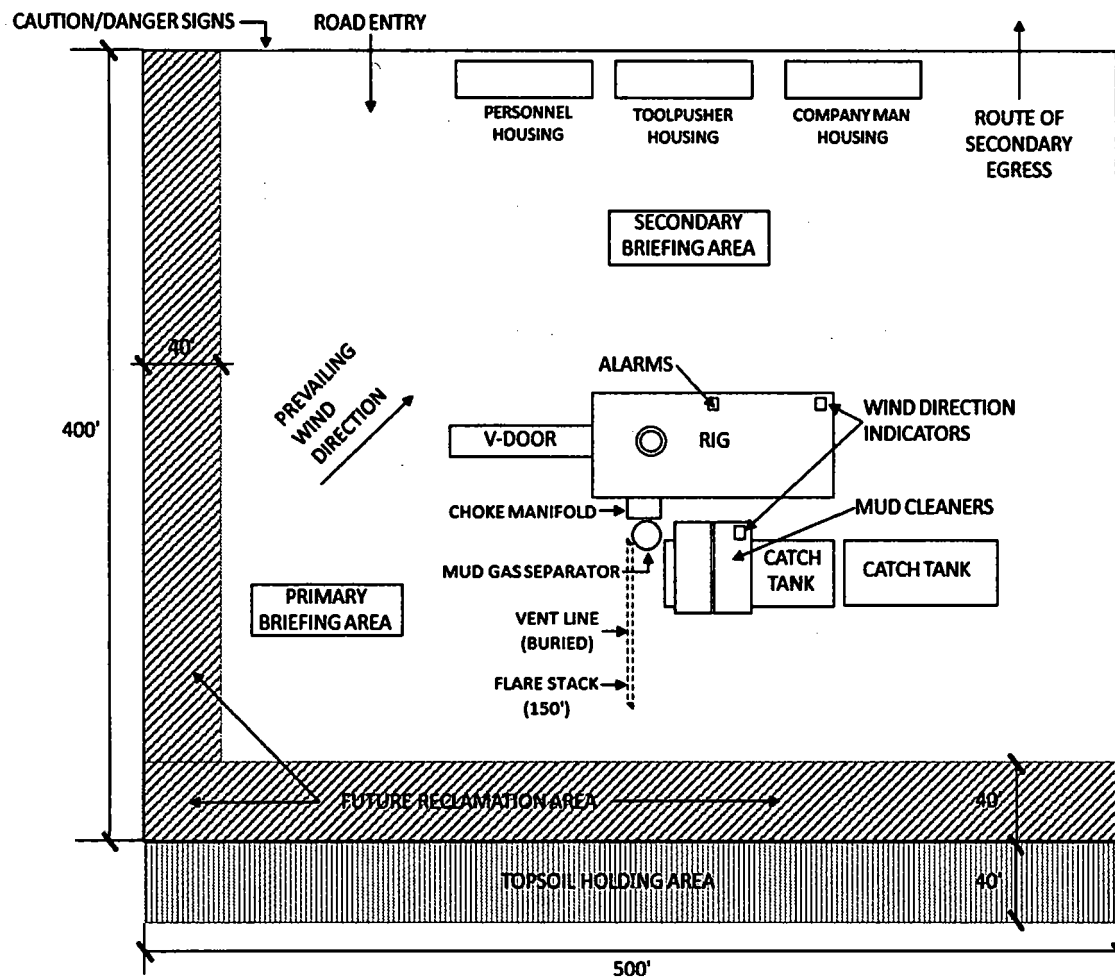 CAUTION/DANGER SIGNS
ROAD ENTRY
PERSONNEL
HOUSING
TOOLPUSHER
HOUSING
COMPANY MAN
HOUSING
ROUTE OF
SECONDARY
EGRESS
SECONDARY
BRIEFING AREA
40'
PREVAILING
WIND
DIRECTION
ALARMS
WIND DIRECTION
INDICATORS
400'
V-DOOR
RIG
CHOKE MANIFOLD
MUD CLEANERS
MUD GAS SEPARATOR
CATCH
TANK
CATCH TANK
PRIMARY
BRIEFING AREA
VENT LINE
(BURIED)
FLARE STACK
(150')
FUTURE RECLAMATION AREA
40'
TOPSOIL HOLDING AREA
40'
500'